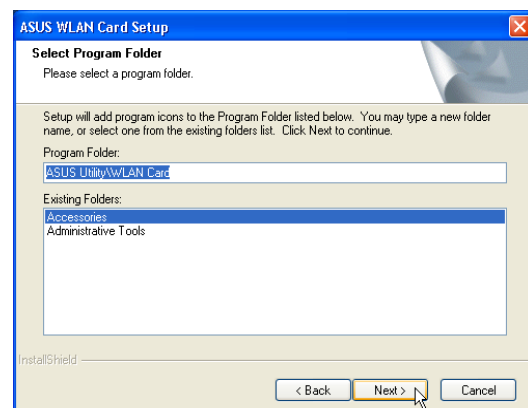 ASUS WLAN Card Setup
Select Program Folder
Please select a program folder.
Setup will add program icons to the Program Folder listed below. You may type a new folder
name, or select one from the existing folders list. Click Next to continue.
Program Folder:
ASUS Utility\WLAN Card
Existing Folders:
Accessories
Administrative Tools
InstallShield
< Back
Next >
Cancel